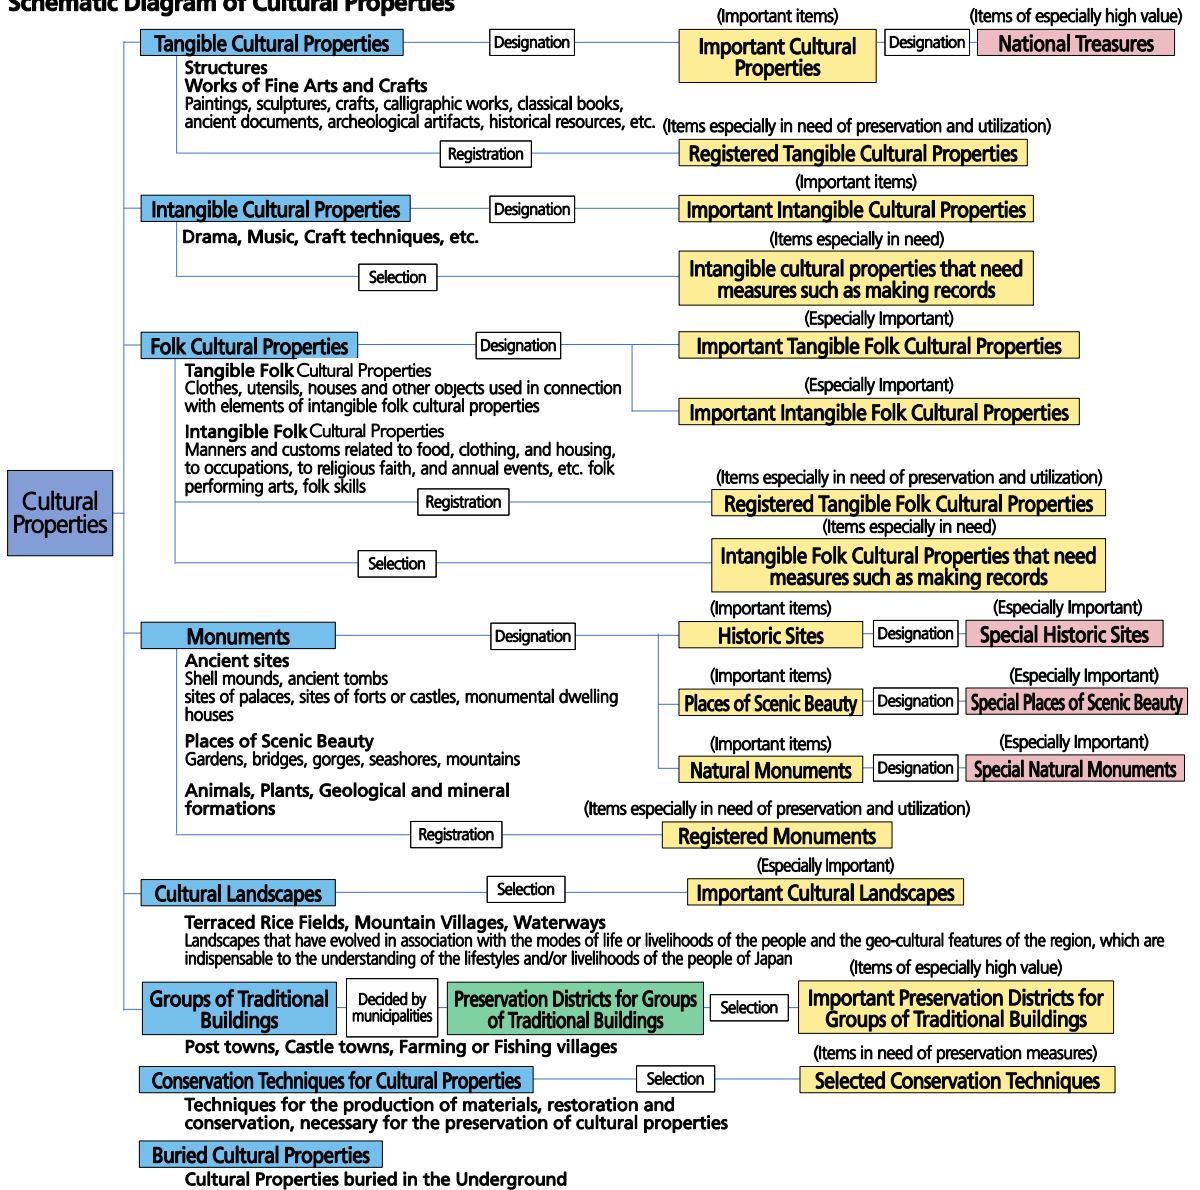 Schematic Diagram of Cultural Properties
(Important items)
(Items of especially high value)
Tangible Cultural Properties
Designation
Important Cultural
Properties
Designation
National Treasures
Structures
Works of Fine Arts and Crafts
Paintings, sculptures, crafts, calligraphic works, classical books,
ancient documents, archeological artifacts, historical resources, etc.
(Items especially in need of preservation and utilization)
Registration
Registered Tangible Cultural Properties
(Important items)
Intangible Cultural Properties
Designation
Important Intangible Cultural Properties
Drama, Music, Craft techniques, etc.
(Items especially in need)
Selection
Intangible cultural properties that need
measures such as making records
(Especially Important)
Folk Cultural Properties
Designation
Important Tangible Folk Cultural Properties
Tangible Folk Cultural Properties
Clothes, utensils, houses and other objects used in connection
with elements of intangible folk cultural properties
(Especially Important)
Important Intangible Folk Cultural Properties
Intangible Folk Cultural Properties
Manners and customs related to food, clothing, and housing,
to occupations, to religious faith, and annual events, etc. folk
performing arts, folk skills
(Items especially in need of preservation and utilization)
Registration
Registered Tangible Folk Cultural Properties
Cultural
Properties
(Items especially in need)
Selection
Intangible Folk Cultural Properties that need
measures such as making records
(Important items)
(Especially Important)
Monuments
Designation
Historic Sites
Designation
Special Historic Sites
Ancient sites
Shell mounds, ancient tombs
sites of palaces, sites of forts or castles, monumental dwelling
houses
(Important items)
(Especially Important)
Places of Scenic Beauty
Designation
Special Places of Scenic Beauty
Places of Scenic Beauty
Gardens, bridges, gorges, seashores, mountains
(Important items)
(Especially Important)
Natural Monuments
Designation
Special Natural Monuments
Animals, Plants, Geological and mineral
formations
(Items especially in need of preservation and utilization)
Registration
Registered Monuments
(Especially Important)
Cultural Landscapes
Selection
Important Cultural Landscapes
Terraced Rice Fields, Mountain Villages, Waterways
Landscapes that have evolved in association with the modes of life or livelihoods of the people and the geo-cultural features of the region, which are
indispensable to the understanding of the lifestyles and/or livelihoods of the people of Japan
(Items of especially high value)
Groups of Traditional
Buildings
Decided by
municipalities
Preservation Districts for Groups
of Traditional Buildings
Selection
Important Preservation Districts for
Groups of Traditional Buildings
Post towns, Castle towns, Farming or Fishing villages
(Items in need of preservation measures)
Conservation Techniques for Cultural Properties
Selection
Selected Conservation Techniques
Techniques for the production of materials, restoration and
conservation, necessary for the preservation of cultural properties
Buried Cultural Properties
Cultural Properties buried in the Underground